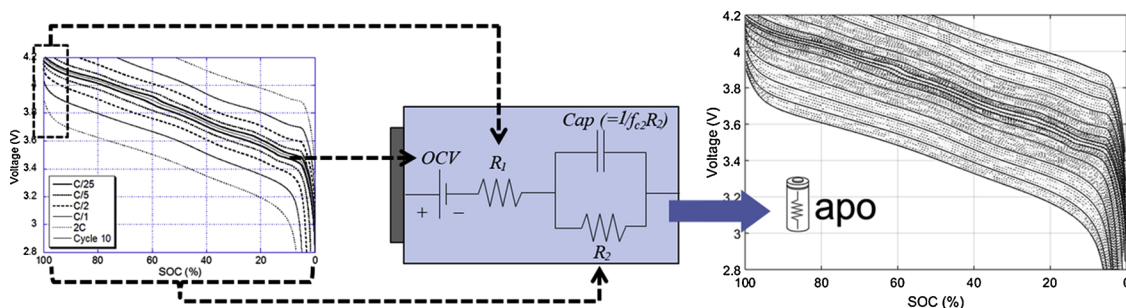 4.2
4
3.8
3.6
3.4
3.2
3
2.8
Voltage (V)
C/25
C/5
C/2
C/1
2C
Cycle 10
100
80
60
40
20
0
SOC (%)
OCV
+
−
R1
Cap (=1/fc2R2)
R2
apo
4.2
4
3.8
3.6
3.4
3.2
3
2.8
Voltage (V)
100
80
60
40
20
0
SOC (%)